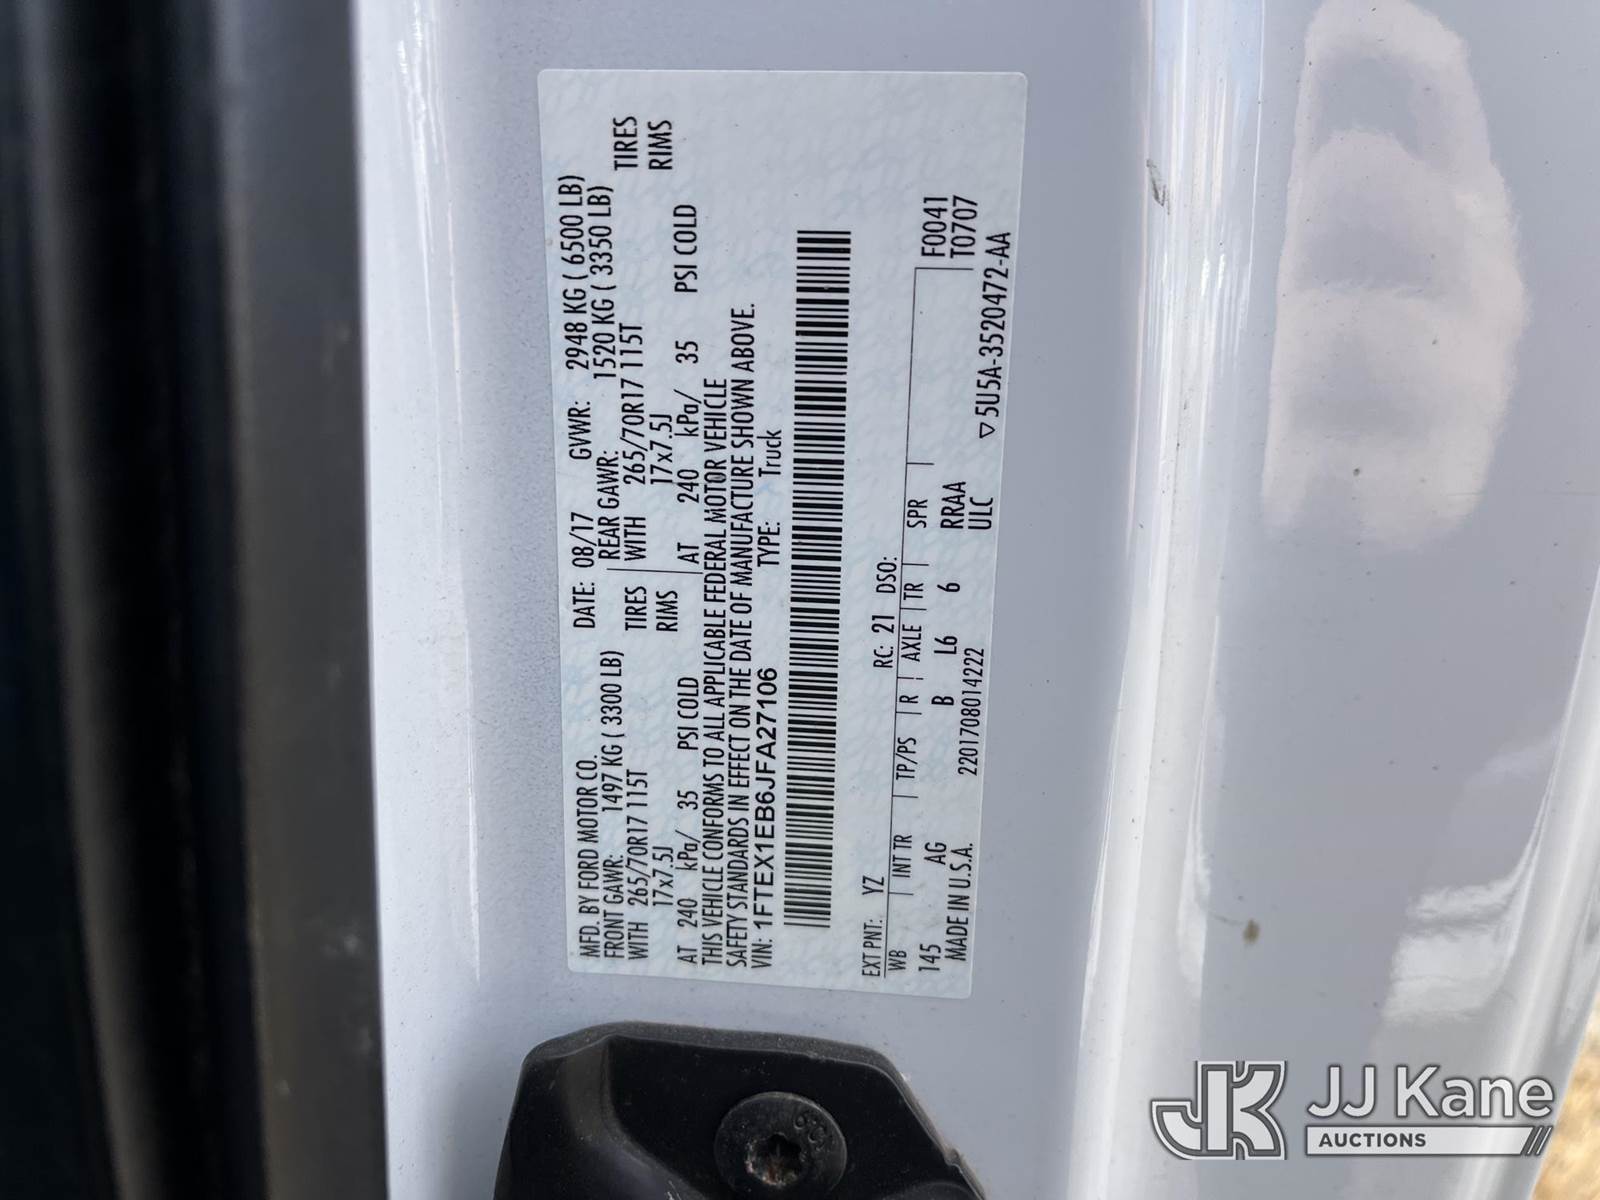 MFD. BY FORD MOTOR CO. DATE: 08/17 GVWR: 2948 KG ( 6500 LB)
FRONT GAWR: 1497 KG ( 3300 LB) REAR GAWR: 1520 KG ( 3350 LB)
WITH 265/70R17 115T TIRES WITH 265/70R17 115T TIRES
17x7.5J RIMS 17x7.5J RIMS
AT 240 kPa/ 35 PSI COLD AT 240 kPa/ 35 PSI COLD
THIS VEHICLE CONFORMS TO ALL APPLICABLE FEDERAL MOTOR VEHICLE
SAFETY STANDARDS IN EFFECT ON THE DATE OF MANUFACTURE SHOWN ABOVE.
VIN: 1FTEX1EB6JFA27106 TYPE: Truck
EXT PNT: YZ RC: 21 DSO:
WB INT TR TP/PS R AXLE TR SPR F0041
145 AG B L6 6 RRAA T0707
MADE IN U.S.A. 2201708014222 ULC ▽5U5A-3520472-AA
10.9
JK JJ Kane
AUCTIONS